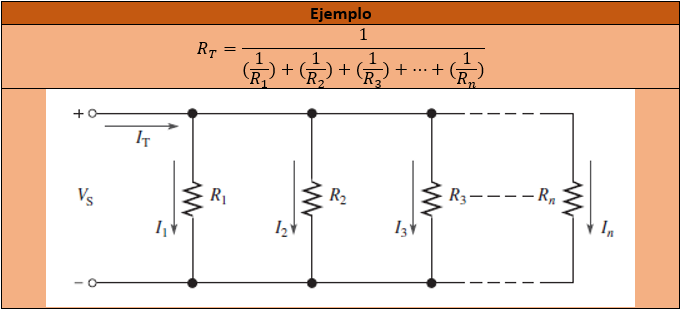 Ejemplo
R_T = 1 / ((1/R_1) + (1/R_2) + (1/R_3) + ⋯ + (1/R_n))
+
I_T
V_S
R_1
R_2
R_3
R_n
I_1
I_2
I_3
I_n
−